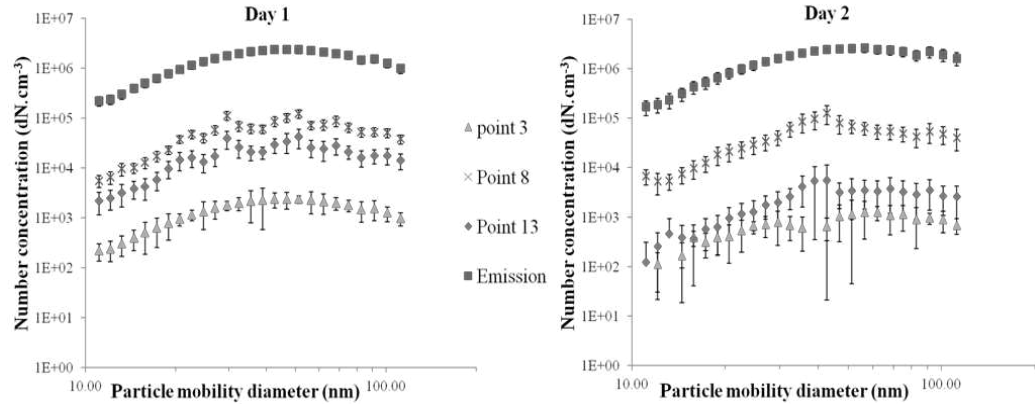 Day 1
Number concentration (dN.cm-3)
1E+07
1E+06
1E+05
1E+04
1E+03
1E+02
1E+01
1E+00
10.00
100.00
Particle mobility diameter (nm)
point 3
Point 8
Point 13
Emission
Day 2
Number concentration (dN.cm-3)
1E+07
1E+06
1E+05
1E+04
1E+03
1E+02
1E+01
1E+00
10.00
100.00
Particle mobility diameter (nm)